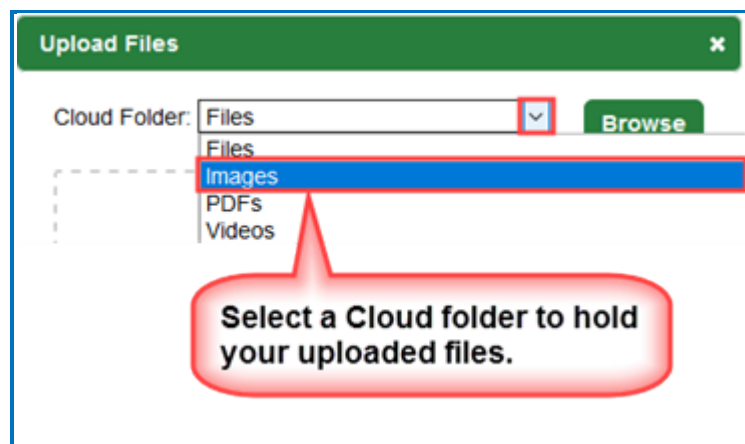 Upload Files ×
Cloud Folder: Files Browse
Files
Images
PDFs
Videos
Select a Cloud folder to hold
your uploaded files.